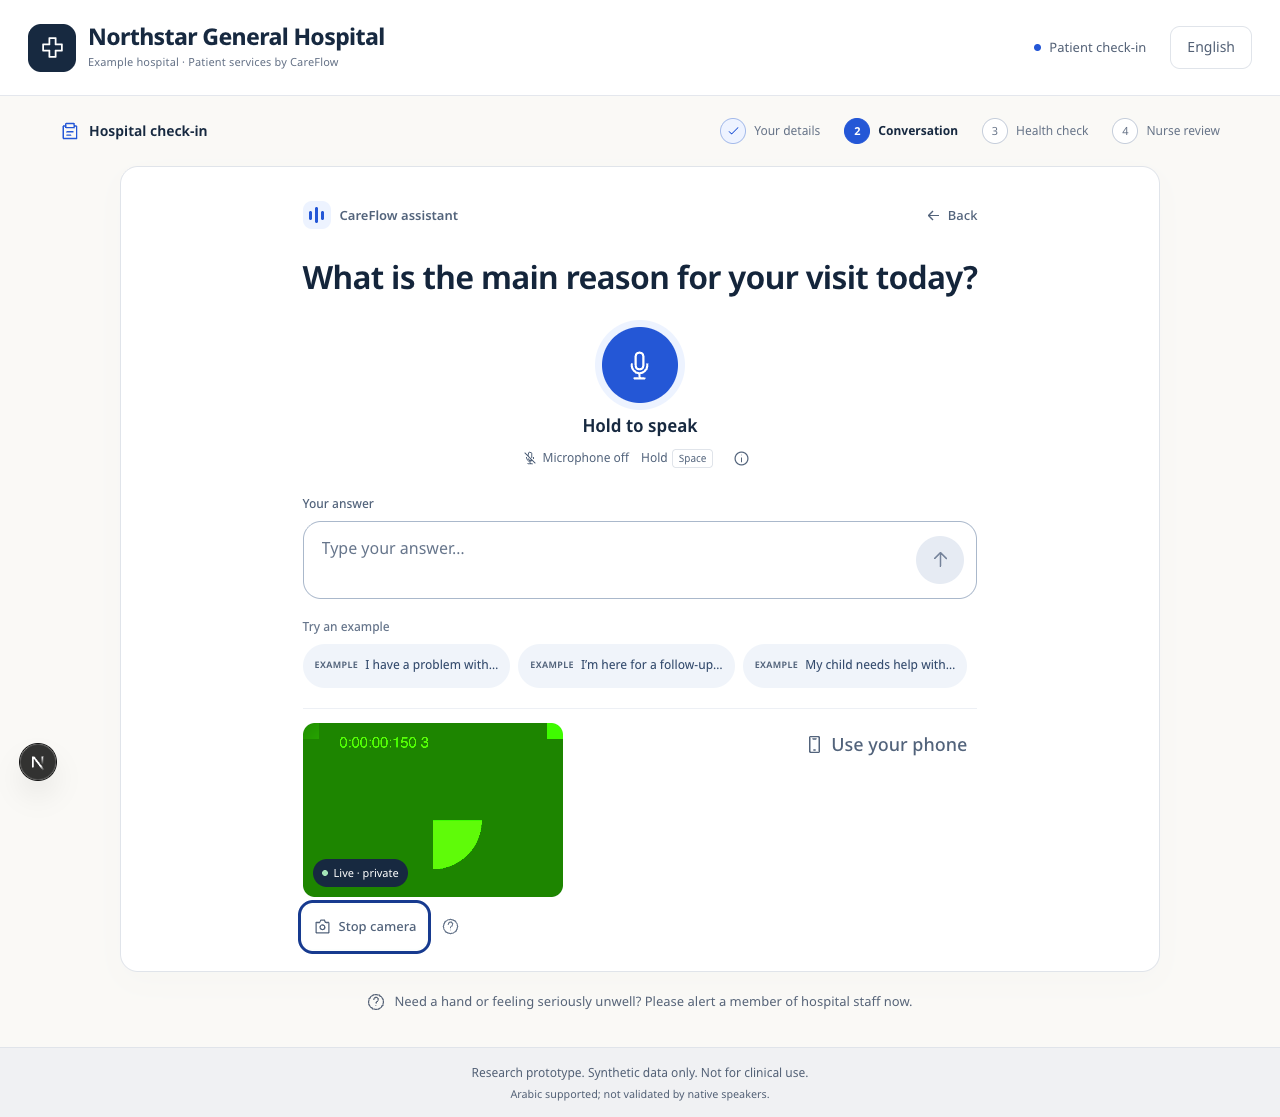 Northstar General Hospital
Example hospital · Patient services by CareFlow
Patient check-in
English
Hospital check-in
Your details
2 Conversation
3 Health check
4 Nurse review
CareFlow assistant
Back
What is the main reason for your visit today?
Hold to speak
Microphone off Hold Space
Your answer
Type your answer...
Try an example
EXAMPLE I have a problem with...
EXAMPLE I'm here for a follow-up...
EXAMPLE My child needs help with...
0:00:00:150 3
Use your phone
N
Live · private
Stop camera
Need a hand or feeling seriously unwell? Please alert a member of hospital staff now.
Research prototype. Synthetic data only. Not for clinical use.
Arabic supported; not validated by native speakers.